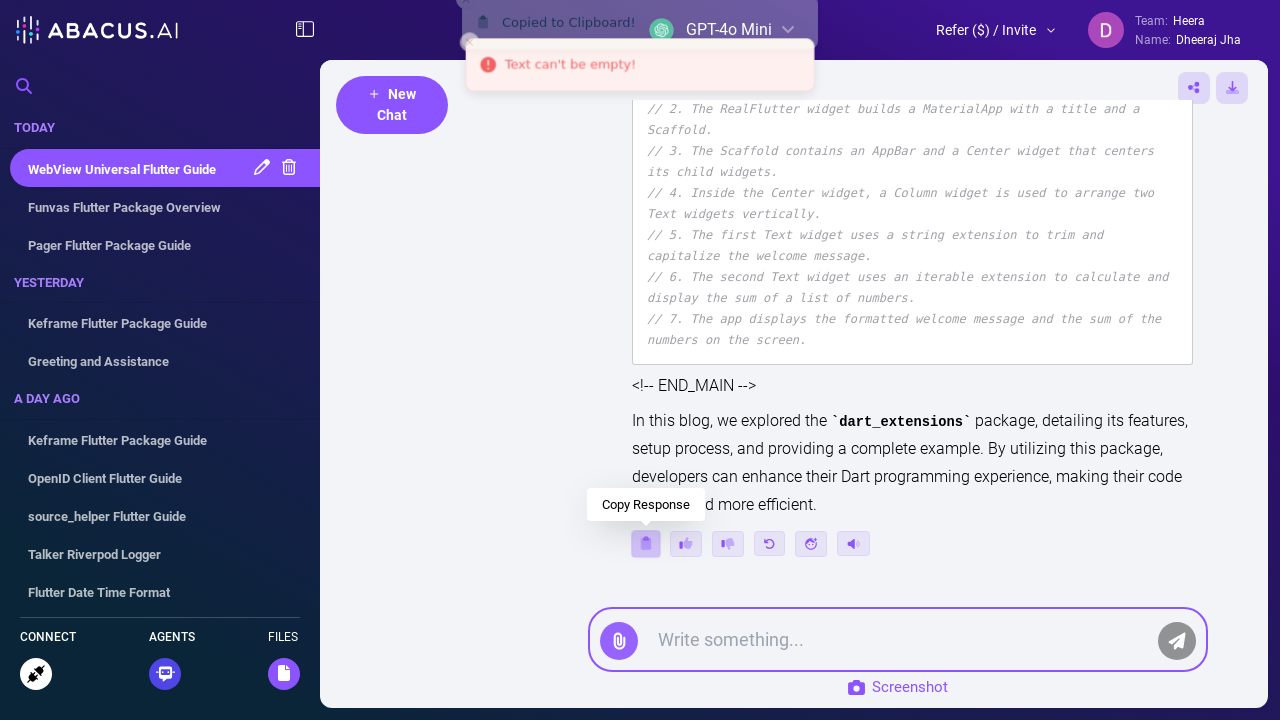 ABACUS.AI
Copied to Clipboard!
GPT-4o Mini
Text can't be empty!
Refer ($) / Invite
D
Team: Heera
Name: Dheeraj Jha
TODAY
WebView Universal Flutter Guide
Funvas Flutter Package Overview
Pager Flutter Package Guide
YESTERDAY
Keframe Flutter Package Guide
Greeting and Assistance
A DAY AGO
Keframe Flutter Package Guide
OpenID Client Flutter Guide
source_helper Flutter Guide
Talker Riverpod Logger
Flutter Date Time Format
CONNECT
AGENTS
FILES
+ New
Chat
// 2. The RealFlutter widget builds a MaterialApp with a title and a
Scaffold.
// 3. The Scaffold contains an AppBar and a Center widget that centers
its child widgets.
// 4. Inside the Center widget, a Column widget is used to arrange two
Text widgets vertically.
// 5. The first Text widget uses a string extension to trim and
capitalize the welcome message.
// 6. The second Text widget uses an iterable extension to calculate and
display the sum of a list of numbers.
// 7. The app displays the formatted welcome message and the sum of the
numbers on the screen.
<!-- END_MAIN -->
In this blog, we explored the `dart_extensions` package, detailing its features,
setup process, and providing a complete example. By utilizing this package,
developers can enhance their Dart programming experience, making their code
more efficient.
Copy Response
Write something...
Screenshot